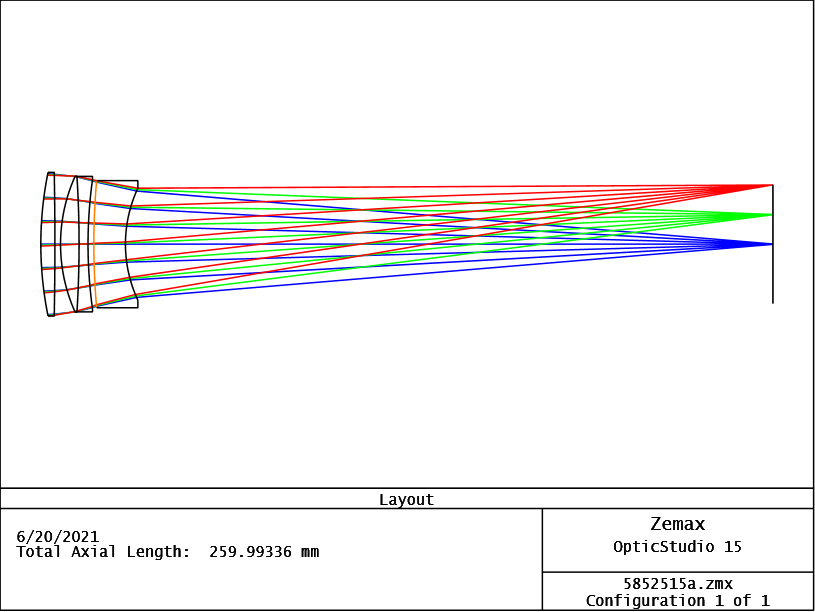 Layout
6/20/2021
Total Axial Length:  259.99336 mm
Zemax
OpticStudio 15
5852515a.zmx
Configuration 1 of 1